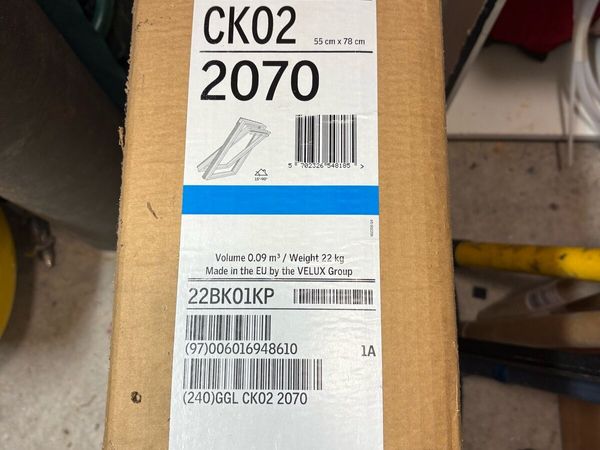 CK02 55 cm x 78 cm
2070
15°-90°
5 702326 548185 >
Volume 0.09 m³ / Weight 22 kg
Made in the EU by the VELUX Group
22BK01KP
(97)006016948610 1A
(240)GGL CK02 2070